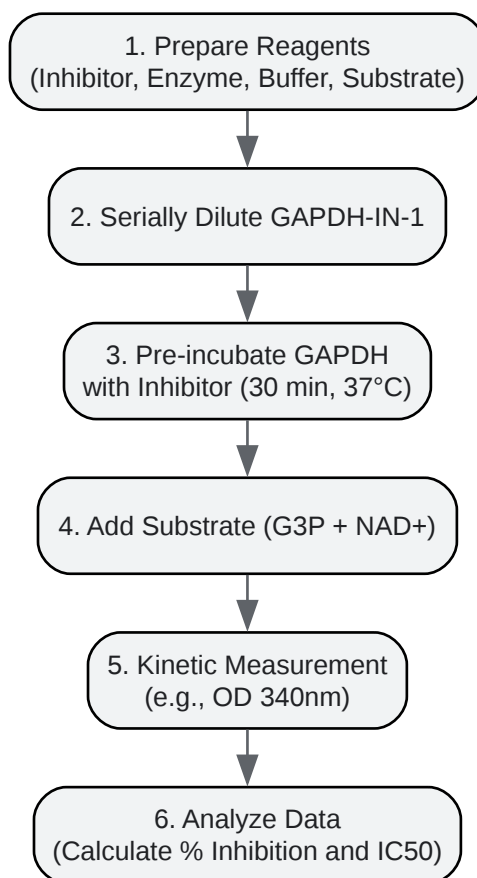 1. Prepare Reagents
(Inhibitor, Enzyme, Buffer, Substrate)
2. Serially Dilute GAPDH-IN-1
3. Pre-incubate GAPDH
with Inhibitor (30 min, 37°C)
4. Add Substrate (G3P + NAD+)
5. Kinetic Measurement
(e.g., OD 340nm)
6. Analyze Data
(Calculate % Inhibition and IC50)